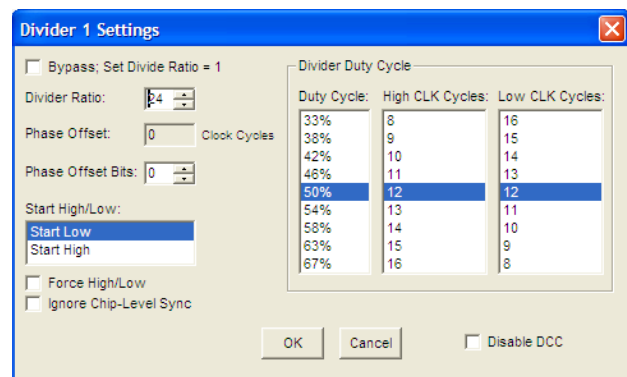 Divider 1 Settings
Bypass; Set Divide Ratio = 1
Divider Ratio: 24
Phase Offset: 0 Clock Cycles
Phase Offset Bits: 0
Start High/Low:
Start Low
Start High
Force High/Low
Ignore Chip-Level Sync
Divider Duty Cycle
Duty Cycle: High CLK Cycles: Low CLK Cycles:
33% 8 16
38% 9 15
42% 10 14
46% 11 13
50% 12 12
54% 13 11
58% 14 10
63% 15 9
67% 16 8
OK Cancel Disable DCC